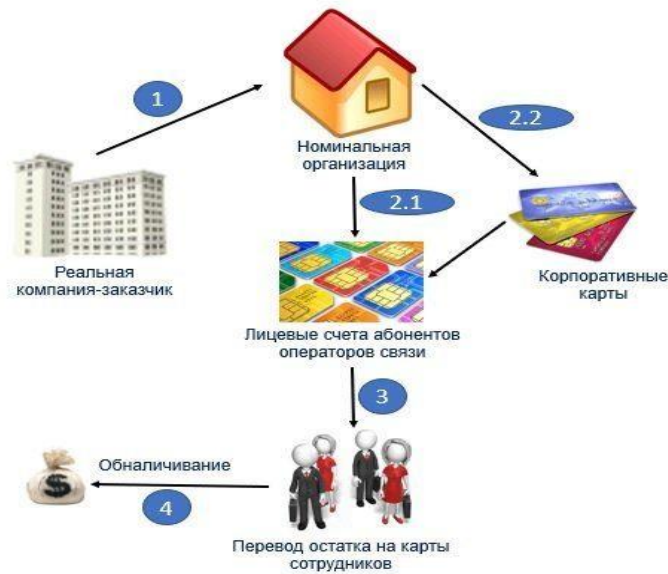 1
Номинальная
организация
2.2
2.1
Реальная
компания-заказчик
Корпоративные
карты
Лицевые счета абонентов
операторов связи
3
Обналичивание
4
Перевод остатка на карты
сотрудников